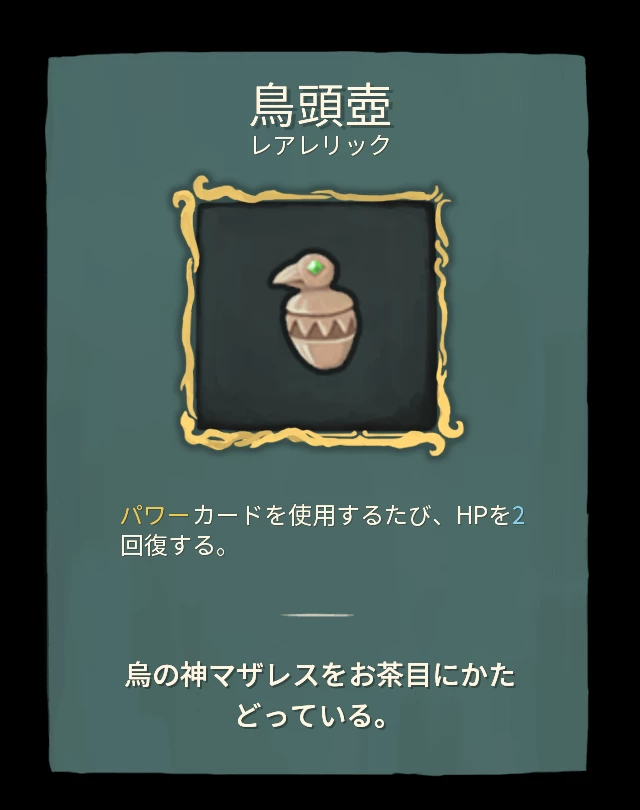 鳥頭壺
レアレリック
パワーカードを使用するたび、HPを2
回復する。
烏の神マザレスをお茶目にかた
どっている。